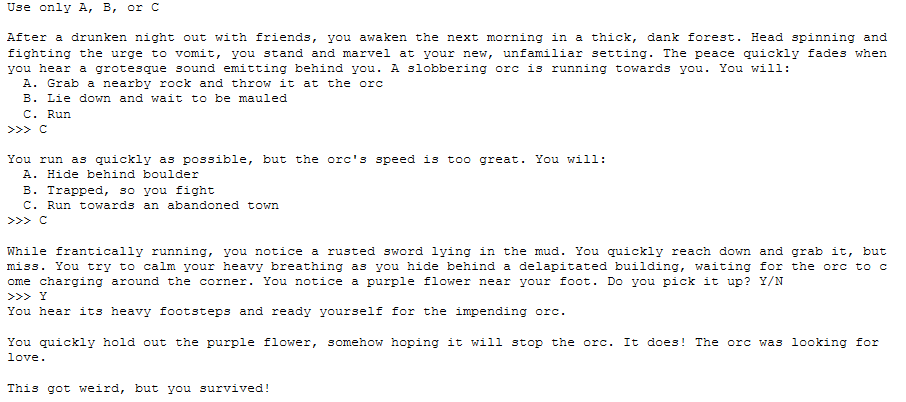 Use only A, B, or C
After a drunken night out with friends, you awaken the next morning in a thick, dank forest. Head spinning and
fighting the urge to vomit, you stand and marvel at your new, unfamiliar setting. The peace quickly fades when
you hear a grotesque sound emitting behind you. A slobbering orc is running towards you. You will:
A. Grab a nearby rock and throw it at the orc
B. Lie down and wait to be mauled
C. Run
>>> C
You run as quickly as possible, but the orc's speed is too great. You will:
A. Hide behind boulder
B. Trapped, so you fight
C. Run towards an abandoned town
>>> C
While frantically running, you notice a rusted sword lying in the mud. You quickly reach down and grab it, but
miss. You try to calm your heavy breathing as you hide behind a delapitated building, waiting for the orc to c
ome charging around the corner. You notice a purple flower near your foot. Do you pick it up? Y/N
>>> Y
You hear its heavy footsteps and ready yourself for the impending orc.
You quickly hold out the purple flower, somehow hoping it will stop the orc. It does! The orc was looking for
love.
This got weird, but you survived!